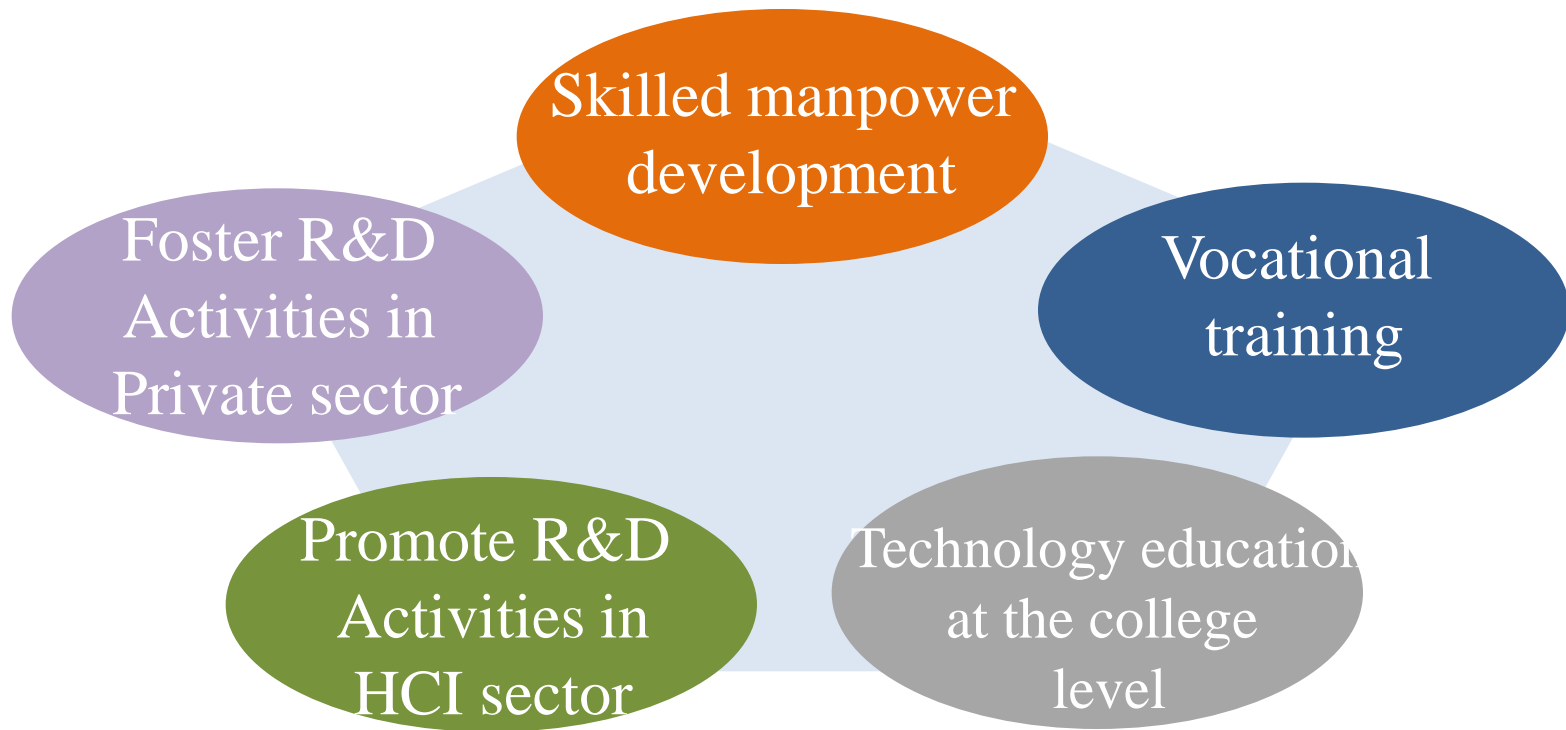 Skilled manpower
development
Foster R&D
Activities in
Private sector
Vocational
training
Promote R&D
Activities in
HCI sector
Technology education
at the college
level